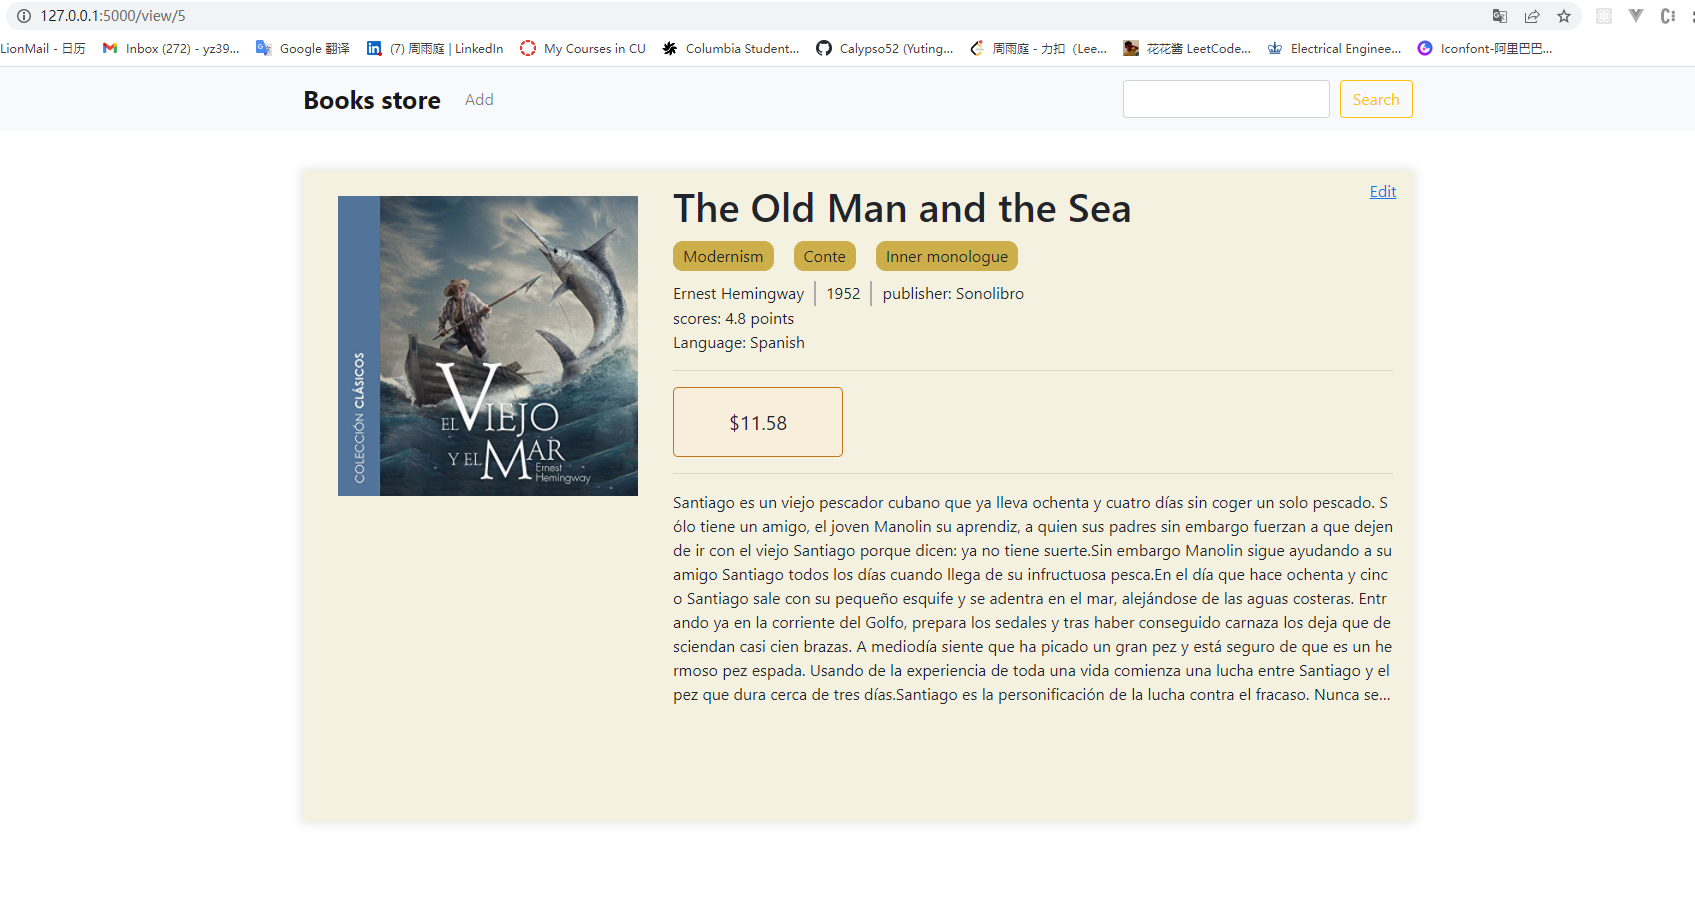 127.0.0.1:5000/view/5
LionMail - 日历 Inbox (272) - yz39... Google 翻译 (7) 周雨庭 | LinkedIn My Courses in CU Columbia Student... Calypso52 (Yuting... 周雨庭 - 力扣（Lee... 花花酱 LeetCode... Electrical Enginee... Iconfont-阿里巴巴...
Books store Add Search
Edit
The Old Man and the Sea
Modernism Conte Inner monologue
Ernest Hemingway 1952 publisher: Sonolibro
scores: 4.8 points
Language: Spanish
$11.58
Santiago es un viejo pescador cubano que ya lleva ochenta y cuatro días sin coger un solo pescado. S
ólo tiene un amigo, el joven Manolin su aprendiz, a quien sus padres sin embargo fuerzan a que dejen
de ir con el viejo Santiago porque dicen: ya no tiene suerte.Sin embargo Manolin sigue ayudando a su
amigo Santiago todos los días cuando llega de su infructuosa pesca.En el día que hace ochenta y cinc
o Santiago sale con su pequeño esquife y se adentra en el mar, alejándose de las aguas costeras. Entr
ando ya en la corriente del Golfo, prepara los sedales y tras haber conseguido carnaza los deja que de
sciendan casi cien brazas. A mediodía siente que ha picado un gran pez y está seguro de que es un he
rmoso pez espada. Usando de la experiencia de toda una vida comienza una lucha entre Santiago y el
pez que dura cerca de tres días.Santiago es la personificación de la lucha contra el fracaso. Nunca se...
COLECCIÓN CLÁSICOS
EL VIEJO
Y EL MAR
Ernest
Hemingway